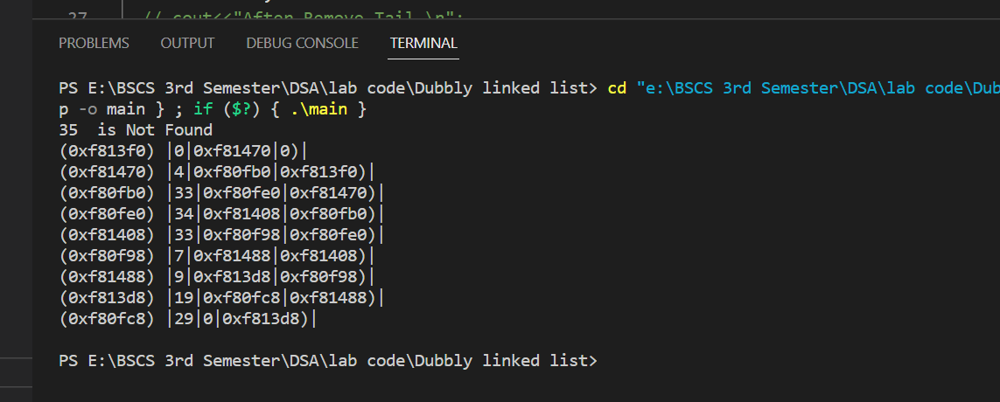 27 // cout<<"After Remove Tail \n";
PROBLEMS OUTPUT DEBUG CONSOLE TERMINAL
PS E:\BSCS 3rd Semester\DSA\lab code\Dubbly linked list> cd "e:\BSCS 3rd Semester\DSA\lab code\Dub
p -o main } ; if ($?) { .\main }
35  is Not Found
(0xf813f0) |0|0xf81470|0)|
(0xf81470) |4|0xf80fb0|0xf813f0)|
(0xf80fb0) |33|0xf80fe0|0xf81470)|
(0xf80fe0) |34|0xf81408|0xf80fb0)|
(0xf81408) |33|0xf80f98|0xf80fe0)|
(0xf80f98) |7|0xf81488|0xf81408)|
(0xf81488) |9|0xf813d8|0xf80f98)|
(0xf813d8) |19|0xf80fc8|0xf81488)|
(0xf80fc8) |29|0|0xf813d8)|
PS E:\BSCS 3rd Semester\DSA\lab code\Dubbly linked list>